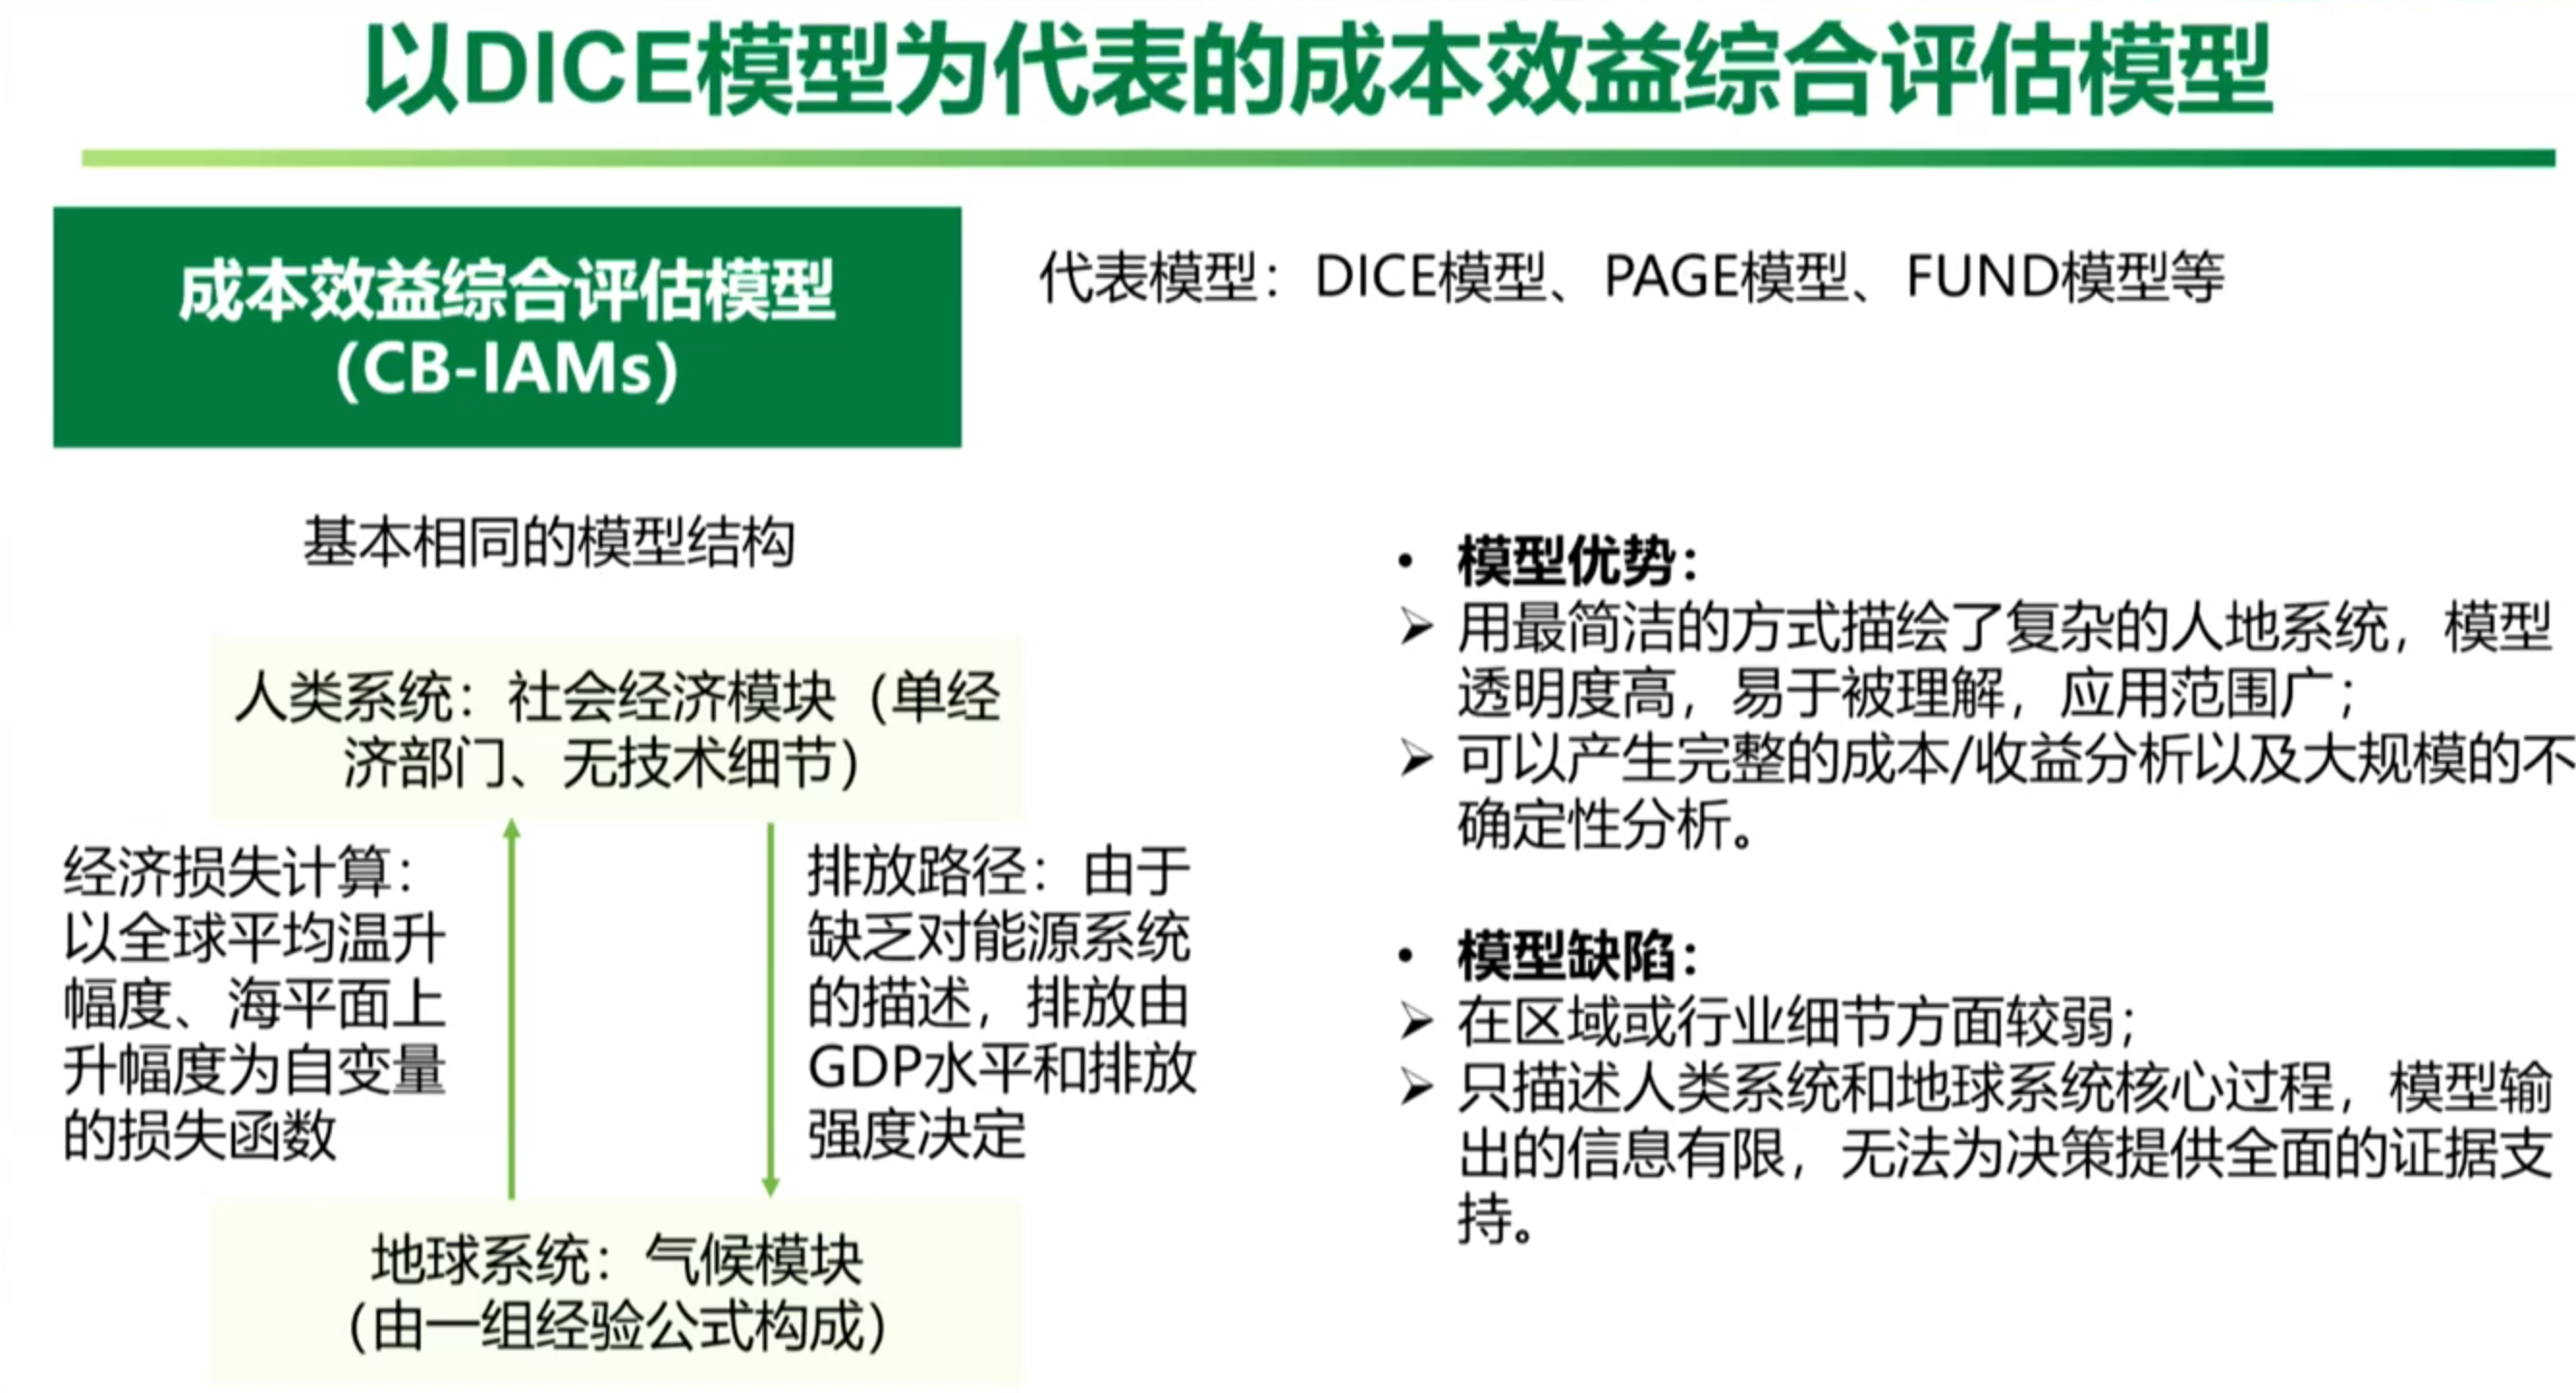 以DICE模型为代表的成本效益综合评估模型
成本效益综合评估模型
(CB-IAMs)
代表模型：DICE模型、PAGE模型、FUND模型等
基本相同的模型结构
人类系统：社会经济模块（单经
济部门、无技术细节）
经济损失计算：
以全球平均温升
幅度、海平面上
升幅度为自变量
的损失函数
排放路径：由于
缺乏对能源系统
的描述，排放由
GDP水平和排放
强度决定
地球系统：气候模块
（由一组经验公式构成）
• 模型优势：
➢ 用最简洁的方式描绘了复杂的人地系统，模型
透明度高，易于被理解，应用范围广；
➢ 可以产生完整的成本/收益分析以及大规模的不
确定性分析。
• 模型缺陷：
➢ 在区域或行业细节方面较弱；
➢ 只描述人类系统和地球系统核心过程，模型输
出的信息有限，无法为决策提供全面的证据支
持。